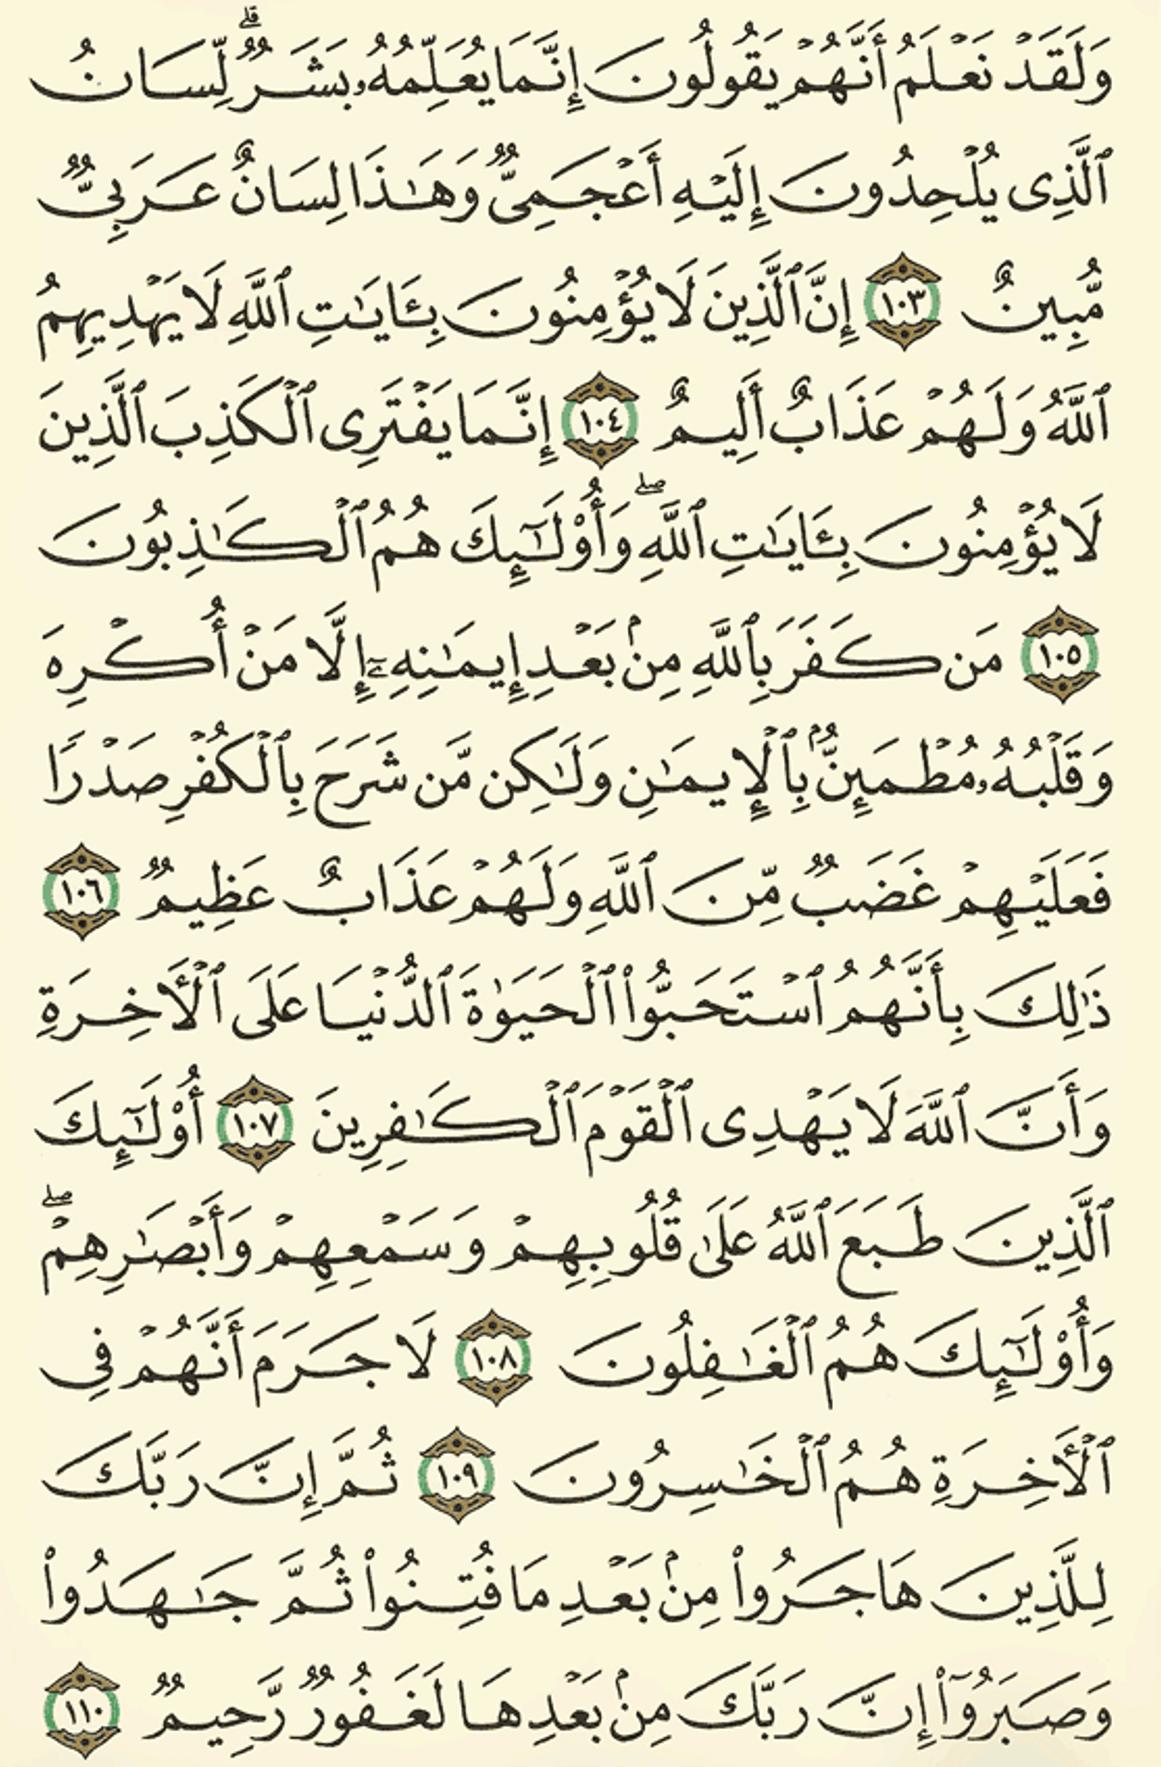 وَلَقَدْ نَعْلَمُ أَنَّهُمْ يَقُولُونَ إِنَّمَا يُعَلِّمُهُۥ بَشَرٌ ۗ لِّسَانُ
ٱلَّذِى يُلْحِدُونَ إِلَيْهِ أَعْجَمِىٌّ وَهَـٰذَا لِسَانٌ عَرَبِىٌّ
مُّبِينٌ ١٠٣ إِنَّ ٱلَّذِينَ لَا يُؤْمِنُونَ بِـَٔايَـٰتِ ٱللَّهِ لَا يَهْدِيهِمُ
ٱللَّهُ وَلَهُمْ عَذَابٌ أَلِيمٌ ١٠٤ إِنَّمَا يَفْتَرِى ٱلْكَذِبَ ٱلَّذِينَ
لَا يُؤْمِنُونَ بِـَٔايَـٰتِ ٱللَّهِ ۖ وَأُو۟لَـٰٓئِكَ هُمُ ٱلْكَـٰذِبُونَ
١٠٥ مَن كَفَرَ بِٱللَّهِ مِنۢ بَعْدِ إِيمَـٰنِهِۦٓ إِلَّا مَنْ أُكْرِهَ
وَقَلْبُهُۥ مُطْمَئِنٌّۢ بِٱلْإِيمَـٰنِ وَلَـٰكِن مَّن شَرَحَ بِٱلْكُفْرِ صَدْرًا
فَعَلَيْهِمْ غَضَبٌ مِّنَ ٱللَّهِ وَلَهُمْ عَذَابٌ عَظِيمٌ ١٠٦
ذَٰلِكَ بِأَنَّهُمُ ٱسْتَحَبُّوا۟ ٱلْحَيَوٰةَ ٱلدُّنْيَا عَلَى ٱلْـَٔاخِرَةِ
وَأَنَّ ٱللَّهَ لَا يَهْدِى ٱلْقَوْمَ ٱلْكَـٰفِرِينَ ١٠٧ أُو۟لَـٰٓئِكَ
ٱلَّذِينَ طَبَعَ ٱللَّهُ عَلَىٰ قُلُوبِهِمْ وَسَمْعِهِمْ وَأَبْصَـٰرِهِمْ ۖ
وَأُو۟لَـٰٓئِكَ هُمُ ٱلْغَـٰفِلُونَ ١٠٨ لَا جَرَمَ أَنَّهُمْ فِى
ٱلْـَٔاخِرَةِ هُمُ ٱلْخَـٰسِرُونَ ١٠٩ ثُمَّ إِنَّ رَبَّكَ
لِلَّذِينَ هَاجَرُوا۟ مِنۢ بَعْدِ مَا فُتِنُوا۟ ثُمَّ جَـٰهَدُوا۟
وَصَبَرُوٓا۟ إِنَّ رَبَّكَ مِنۢ بَعْدِهَا لَغَفُورٌ رَّحِيمٌ ١١٠